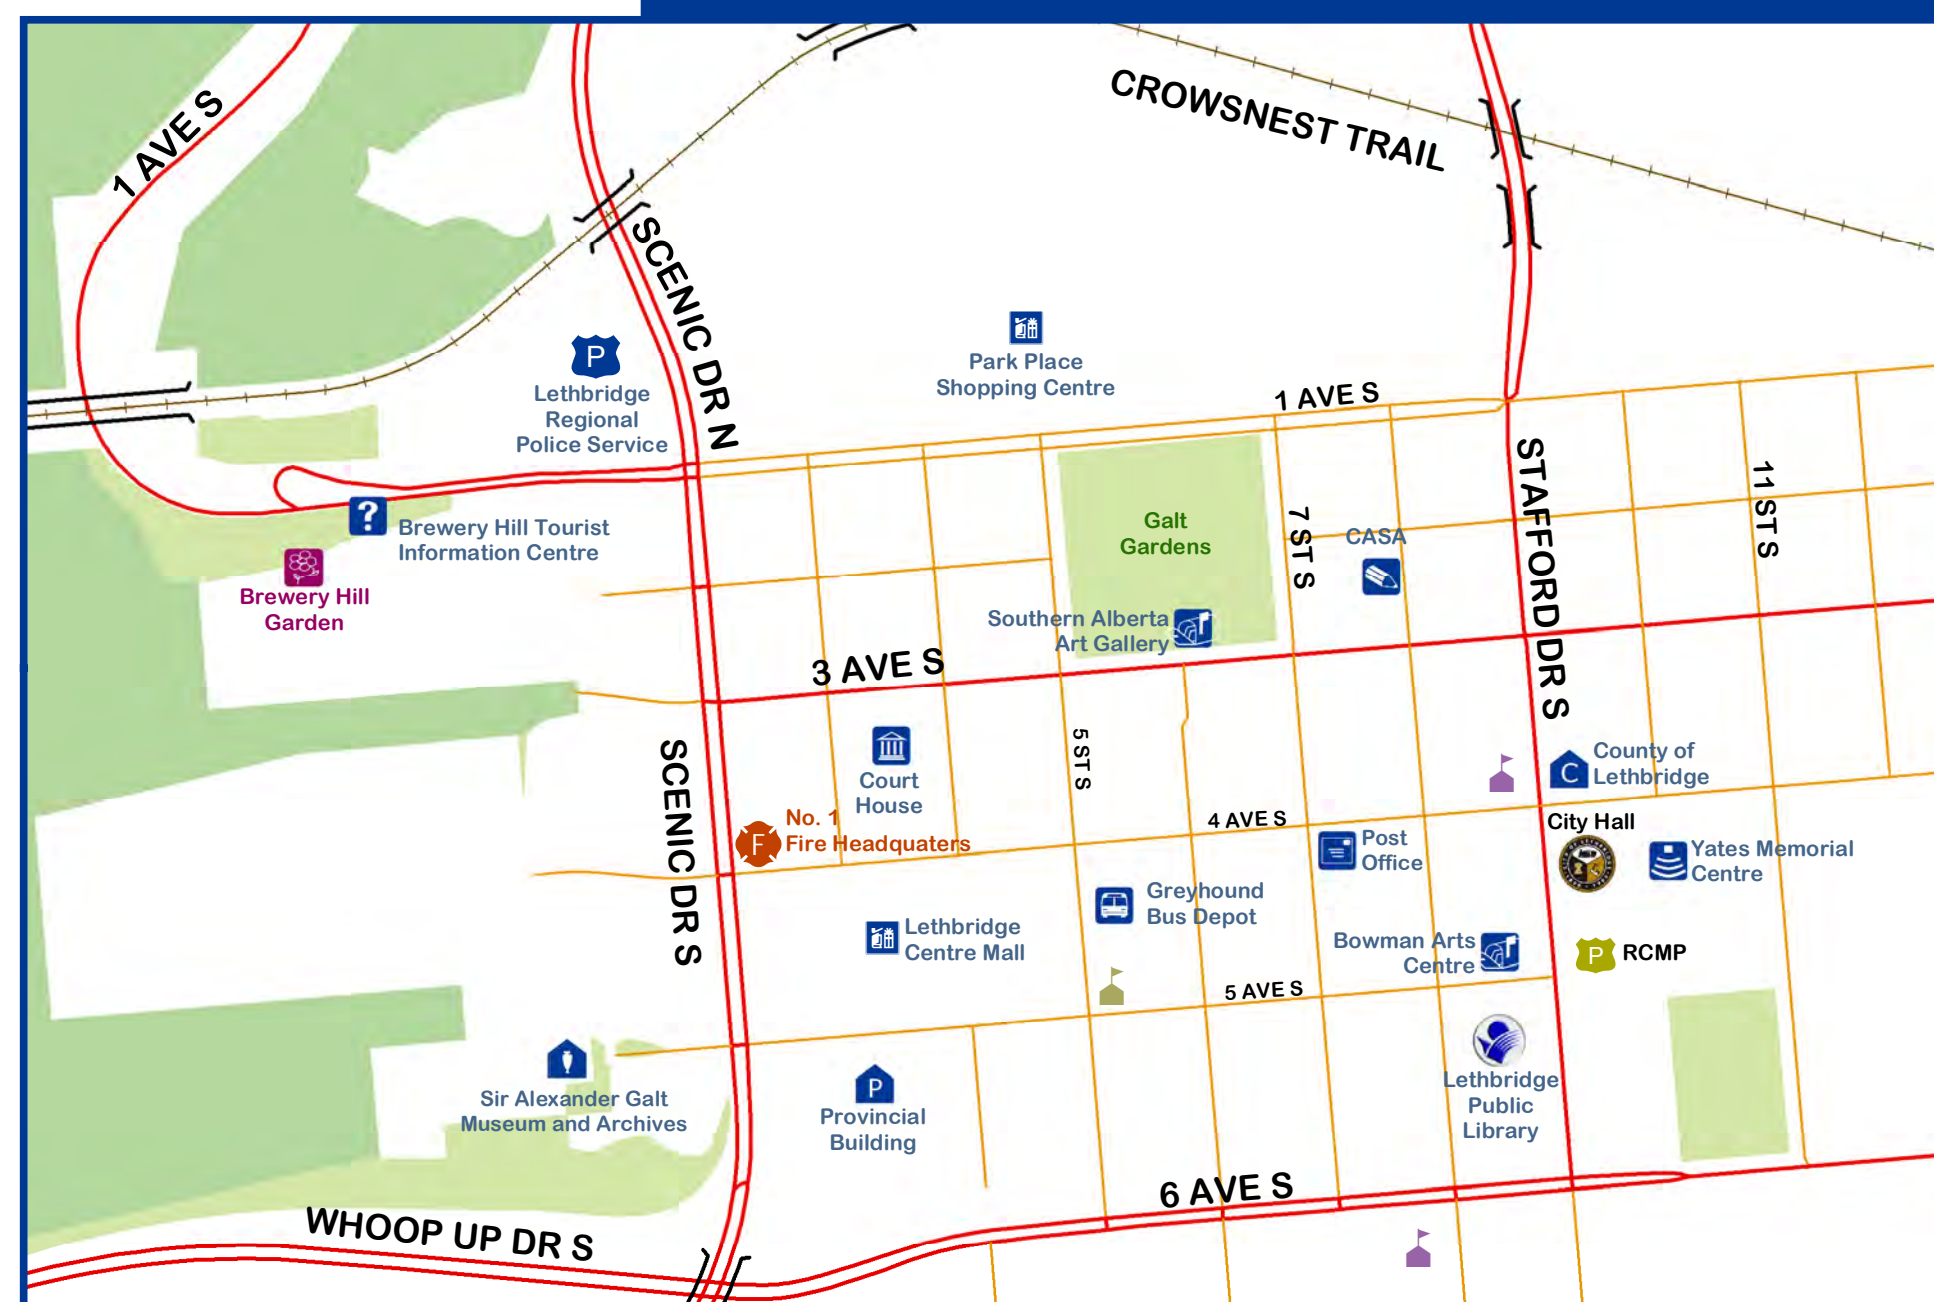 CROWSNEST TRAIL
1 AVE S
SCENIC DR N
P
Lethbridge
Regional
Police Service
Park Place
Shopping Centre
1 AVE S
STAFFORD DR S
11 ST S
7 ST S
Galt
Gardens
CASA
?
Brewery Hill Tourist
Information Centre
Brewery Hill
Garden
Southern Alberta
Art Gallery
3 AVE S
5 ST S
SCENIC DR S
Court
House
F
No. 1
Fire Headquaters
4 AVE S
C
County of
Lethbridge
City Hall
Post
Office
Yates Memorial
Centre
Greyhound
Bus Depot
Lethbridge
Centre Mall
Bowman Arts
Centre
P
RCMP
5 AVE S
Sir Alexander Galt
Museum and Archives
P
Provincial
Building
Lethbridge
Public
Library
6 AVE S
WHOOP UP DR S